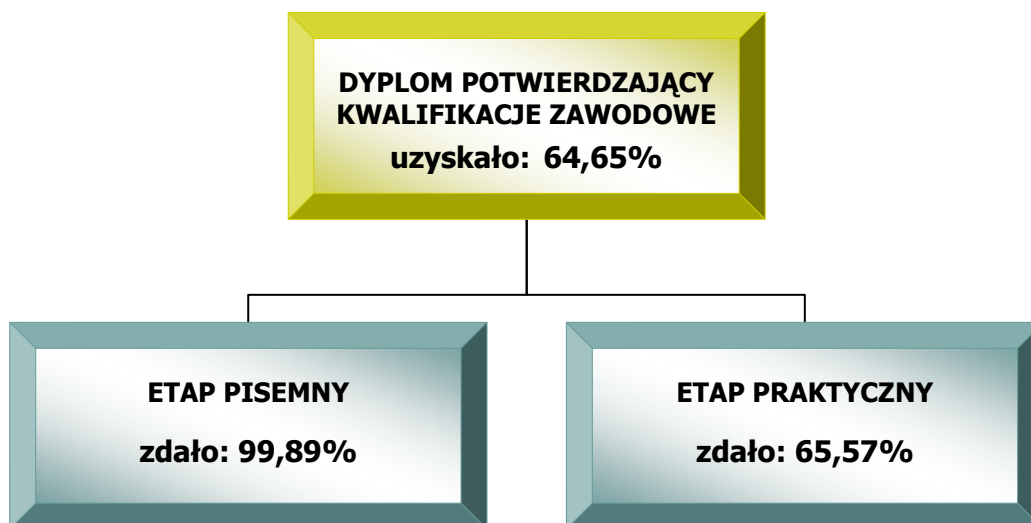 DYPLOM POTWIERDZAJĄCY
KWALIFIKACJE ZAWODOWE
uzyskało: 64,65%
ETAP PISEMNY
zdało: 99,89%
ETAP PRAKTYCZNY
zdało: 65,57%